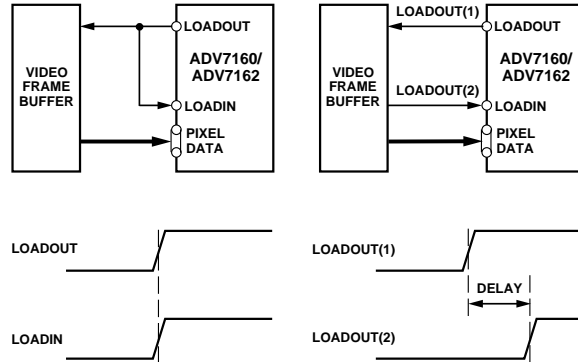 LOADOUT
ADV7160/
ADV7162
VIDEO
FRAME
BUFFER
LOADIN
PIXEL
DATA
LOADOUT(1)
LOADOUT
ADV7160/
ADV7162
VIDEO
FRAME
BUFFER
LOADOUT(2)
LOADIN
PIXEL
DATA
LOADOUT
LOADIN
LOADOUT(1)
DELAY
LOADOUT(2)